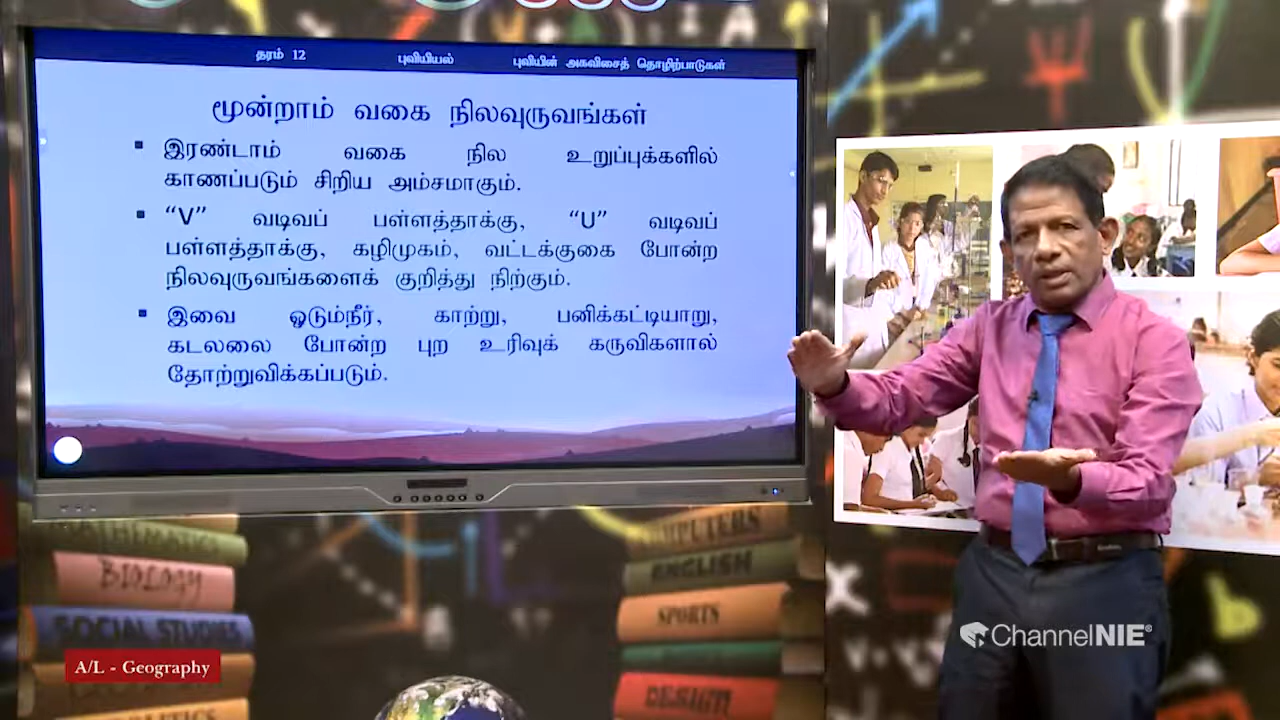 தரம் 12 புவியியல் புவியின் அகவிசைத் தொழிற்பாடுகள்
மூன்றாம் வகை நிலவுருவங்கள்
▪ இரண்டாம் வகை நில உறுப்புக்களில்
காணப்படும் சிறிய அம்சமாகும்.
▪ “V” வடிவப் பள்ளத்தாக்கு, “U” வடிவப்
பள்ளத்தாக்கு, கழிமுகம், வட்டக்குகை போன்ற
நிலவுருவங்களைக் குறித்து நிற்கும்.
▪ இவை ஓடும்நீர், காற்று, பனிக்கட்டியாறு,
கடலலை போன்ற புற உரிவுக் கருவிகளால்
தோற்றுவிக்கப்படும்.
MATHEMATICS
BIOLOGY
SOCIAL STUDIES
COMPUTERS
ENGLISH
SPORTS
DESIGN
A/L - Geography
ChannelNIE®